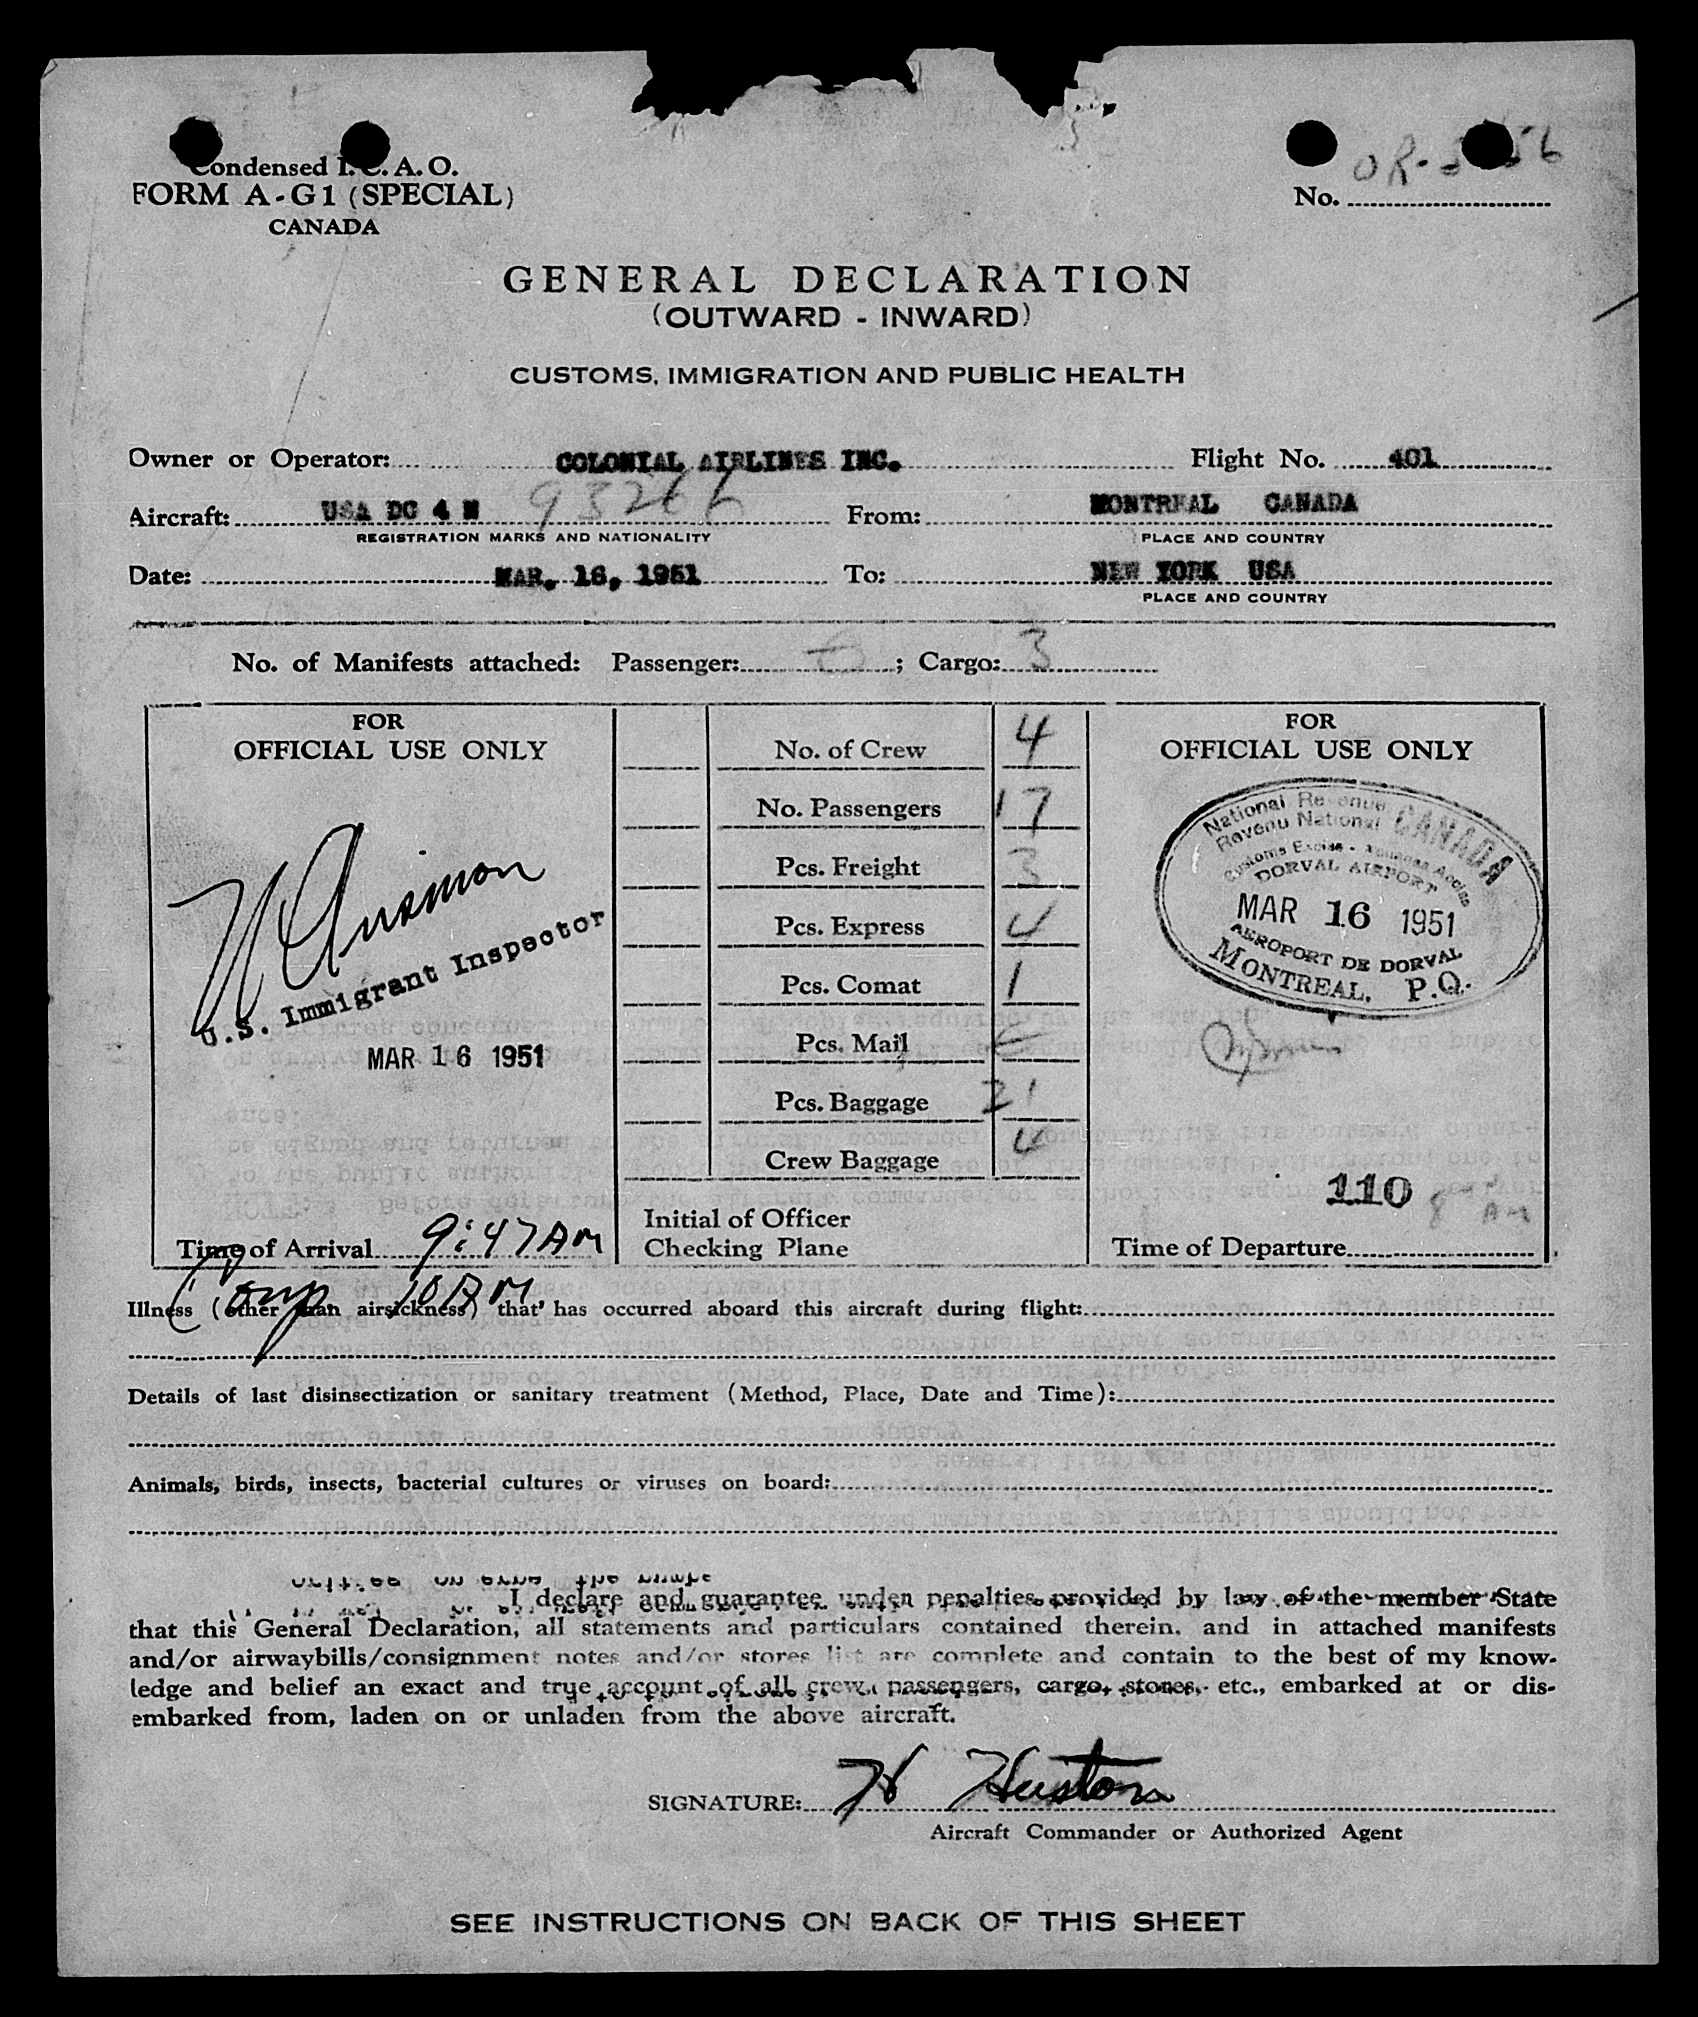 Condensed I.C.A.O.
FORM A-G1 (SPECIAL)
CANADA
No.
GENERAL DECLARATION
(OUTWARD - INWARD)
CUSTOMS, IMMIGRATION AND PUBLIC HEALTH
Owner or Operator: COLONIAL AIRLINES INC. Flight No. 401
Aircraft: USA DC 4 N 93266 From: MONTREAL CANADA
REGISTRATION MARKS AND NATIONALITY PLACE AND COUNTRY
Date: MAR. 16, 1951 To: NEW YORK USA
PLACE AND COUNTRY
No. of Manifests attached: Passenger: ; Cargo: 3
FOR
OFFICIAL USE ONLY
U.S. Immigrant Inspector
MAR 16 1951
Time of Arrival 9:47 AM
Comp 10 AM
No. of Crew 4
No. Passengers 17
Pcs. Freight 3
Pcs. Express 4
Pcs. Comat 1
Pcs. Mail
Pcs. Baggage 21
Crew Baggage 4
Initial of Officer
Checking Plane
FOR
OFFICIAL USE ONLY
National Revenue CANADA
Revenu National
Customs Excise - Douanes Accise
DORVAL AIRPORT
MAR 16 1951
AEROPORT DE DORVAL
MONTREAL, P.Q.
110
8 AM
Time of Departure
Illness (other than airsickness) that has occurred aboard this aircraft during flight:
Details of last disinsectization or sanitary treatment (Method, Place, Date and Time):
Animals, birds, insects, bacterial cultures or viruses on board:
I declare and guarantee under penalties provided by law of the member State
that this General Declaration, all statements and particulars contained therein, and in attached manifests
and/or airwaybills/consignment notes and/or stores list are complete and contain to the best of my know-
ledge and belief an exact and true account of all crew, passengers, cargo, stores, etc., embarked at or dis-
embarked from, laden on or unladen from the above aircraft.
SIGNATURE: H Huston
Aircraft Commander or Authorized Agent
SEE INSTRUCTIONS ON BACK OF THIS SHEET